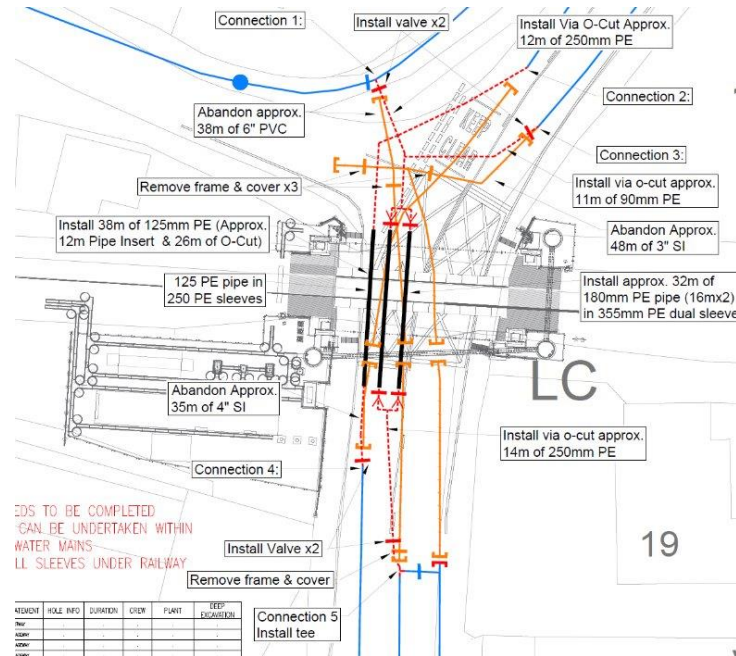 Connection 1:
Install valve x2
Install Via O-Cut Approx.
12m of 250mm PE
Connection 2:
Abandon approx.
38m of 6" PVC
Connection 3:
Remove frame & cover x3
Install via o-cut approx.
11m of 90mm PE
Install 38m of 125mm PE (Approx.
12m Pipe Insert & 26m of O-Cut)
Abandon Approx.
48m of 3" SI
125 PE pipe in
250 PE sleeves
Install approx. 32m of
180mm PE pipe (16mx2)
in 355mm PE dual sleeve
LC
Abandon Approx.
35m of 4" SI
Install via o-cut approx.
14m of 250mm PE
Connection 4:
EDS TO BE COMPLETED
CAN BE UNDERTAKEN WITHIN
WATER MAINS
LL SLEEVES UNDER RAILWAY
19
Install Valve x2
Remove frame & cover
Connection 5
Install tee
ATEMENT HOLE INFO DURATION CREW PLANT DEEP
EXCAVATION